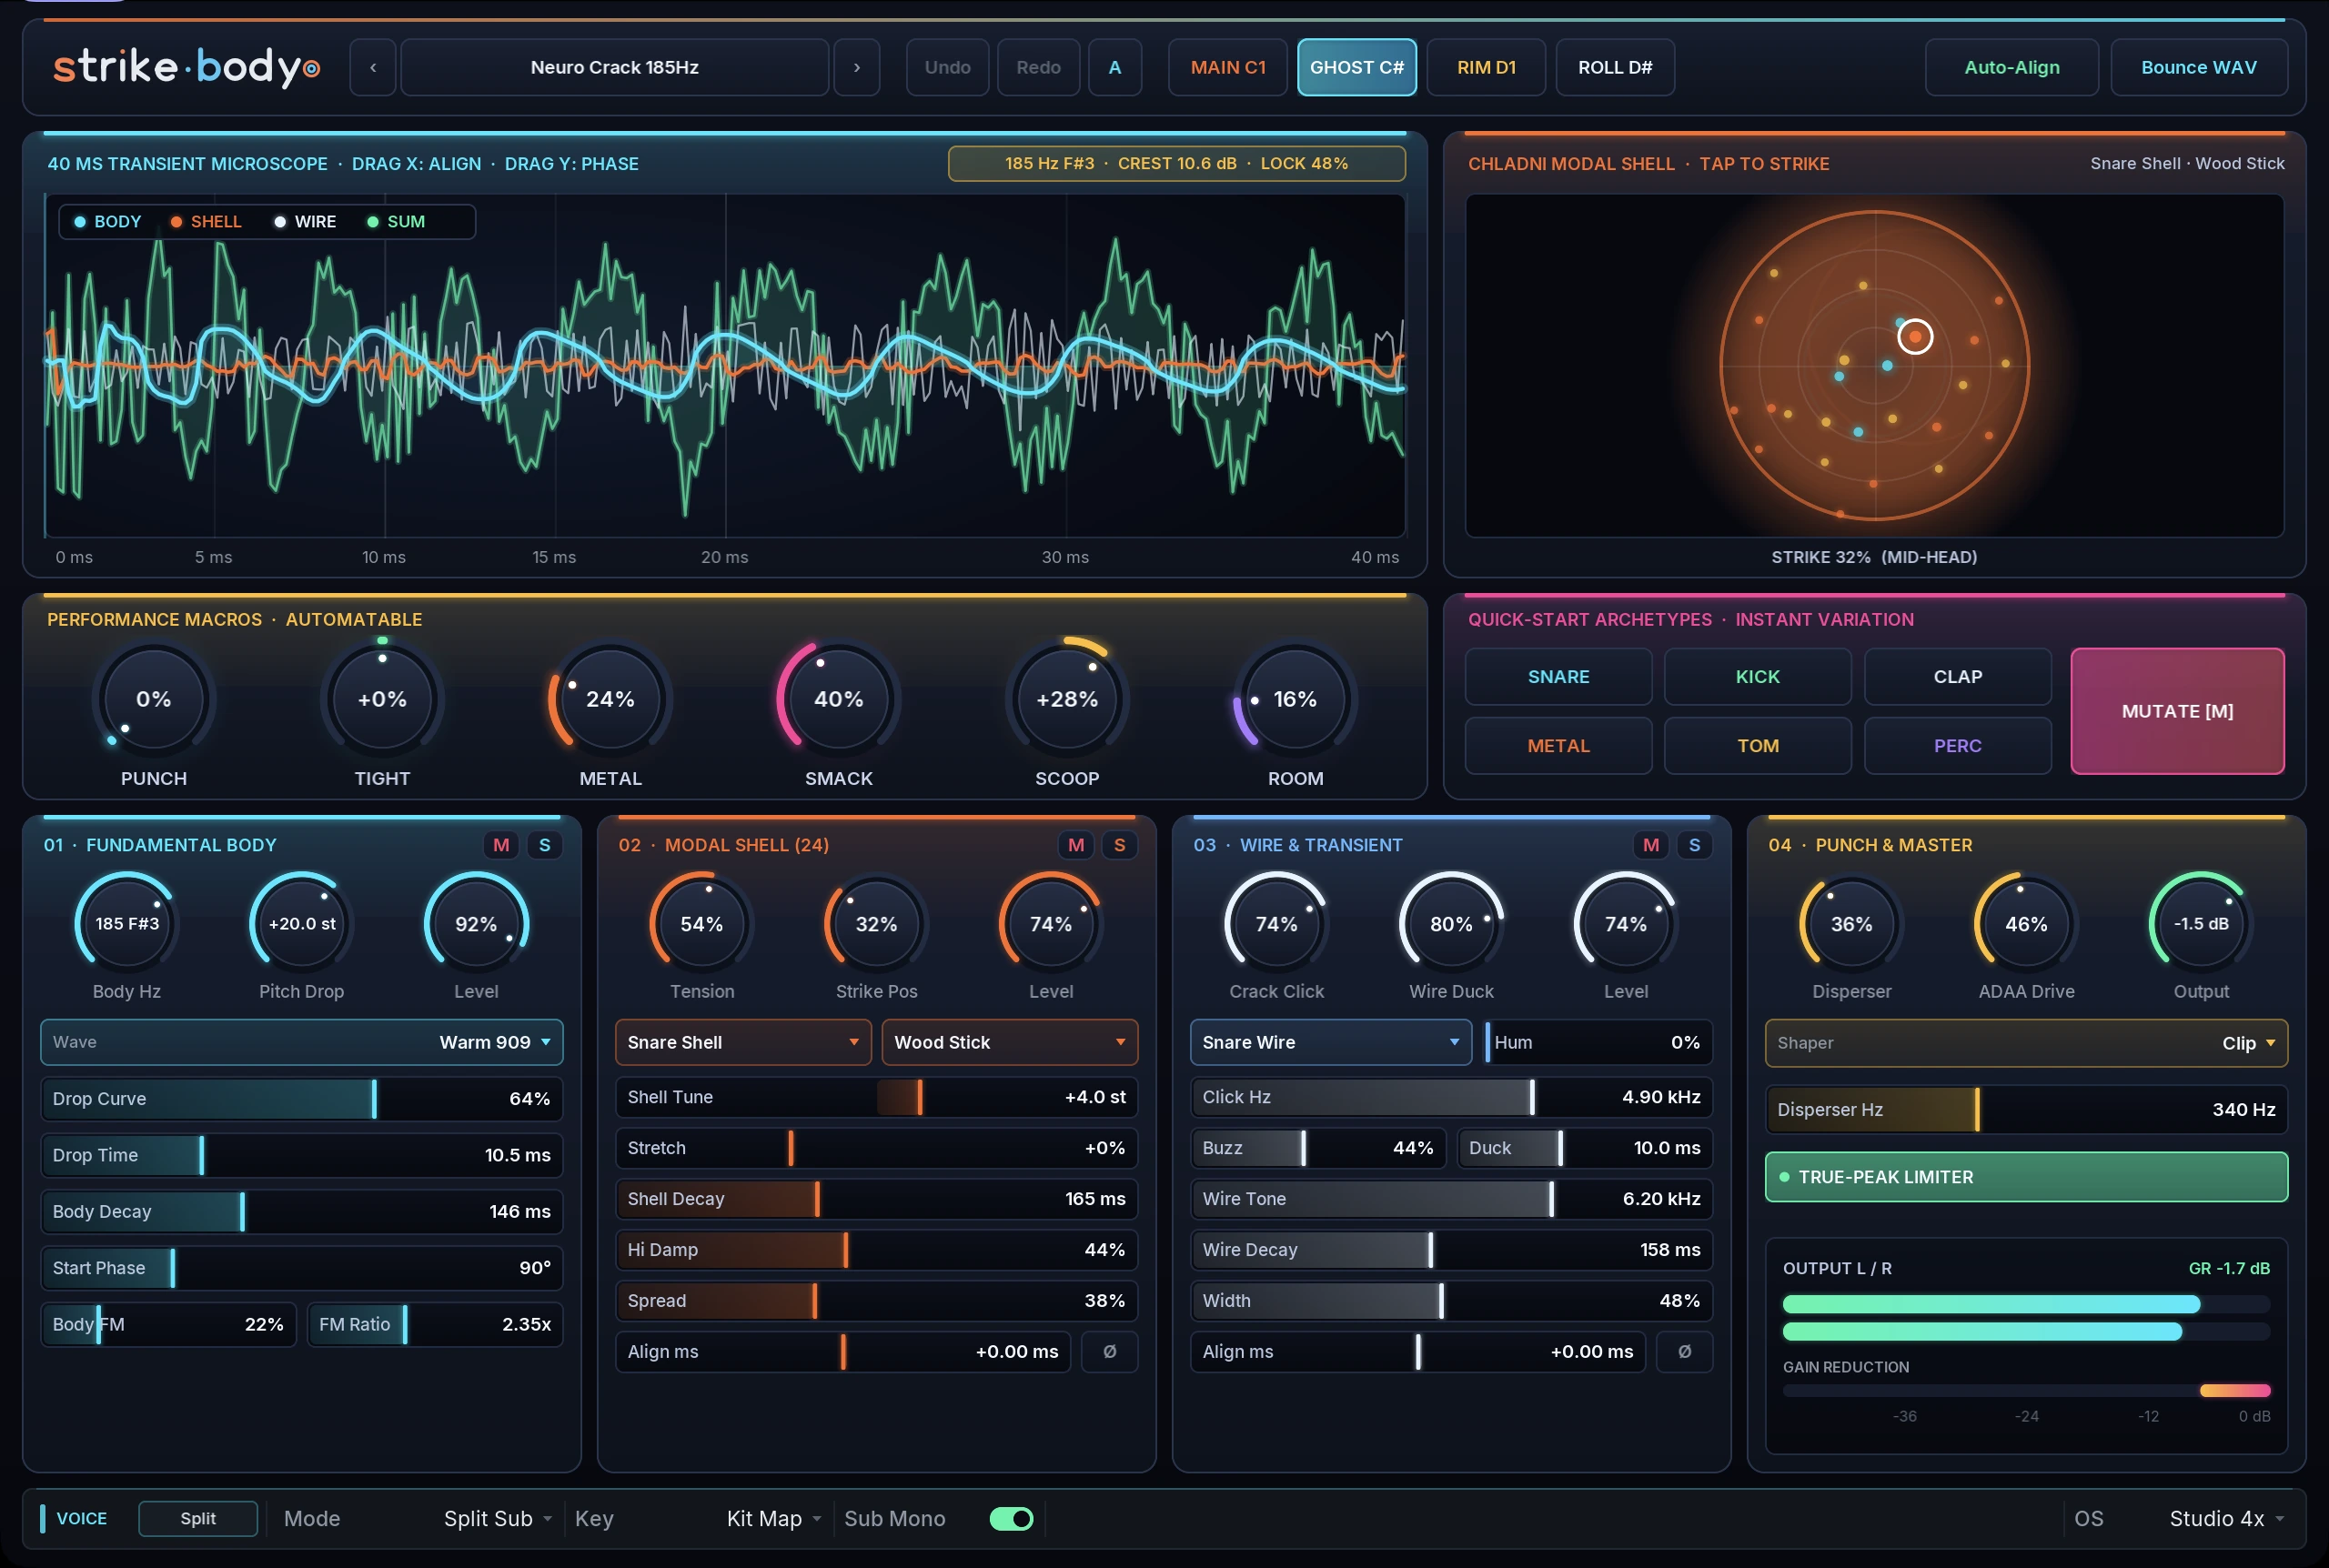 strike·body
‹ Neuro Crack 185Hz › Undo Redo A MAIN C1 GHOST C# RIM D1 ROLL D# Auto-Align Bounce WAV
40 MS TRANSIENT MICROSCOPE · DRAG X: ALIGN · DRAG Y: PHASE
185 Hz F#3 · CREST 10.6 dB · LOCK 48%
BODY SHELL WIRE SUM
0 ms 5 ms 10 ms 15 ms 20 ms 30 ms 40 ms
CHLADNI MODAL SHELL · TAP TO STRIKE
Snare Shell · Wood Stick
STRIKE 32% (MID-HEAD)
PERFORMANCE MACROS · AUTOMATABLE
0% +0% 24% 40% +28% 16%
PUNCH TIGHT METAL SMACK SCOOP ROOM
QUICK-START ARCHETYPES · INSTANT VARIATION
SNARE KICK CLAP
METAL TOM PERC
MUTATE [M]
01 · FUNDAMENTAL BODY M S
185 F#3 +20.0 st 92%
Body Hz Pitch Drop Level
Wave Warm 909
Drop Curve 64%
Drop Time 10.5 ms
Body Decay 146 ms
Start Phase 90°
Body FM 22% FM Ratio 2.35x
02 · MODAL SHELL (24) M S
54% 32% 74%
Tension Strike Pos Level
Snare Shell Wood Stick
Shell Tune +4.0 st
Stretch +0%
Shell Decay 165 ms
Hi Damp 44%
Spread 38%
Align ms +0.00 ms Ø
03 · WIRE & TRANSIENT M S
74% 80% 74%
Crack Click Wire Duck Level
Snare Wire Hum 0%
Click Hz 4.90 kHz
Buzz 44% Duck 10.0 ms
Wire Tone 6.20 kHz
Wire Decay 158 ms
Width 48%
Align ms +0.00 ms Ø
04 · PUNCH & MASTER
36% 46% -1.5 dB
Disperser ADAA Drive Output
Shaper Clip
Disperser Hz 340 Hz
TRUE-PEAK LIMITER
OUTPUT L / R GR -1.7 dB
GAIN REDUCTION
-36 -24 -12 0 dB
VOICE Split Mode Split Sub Key Kit Map Sub Mono OS Studio 4x